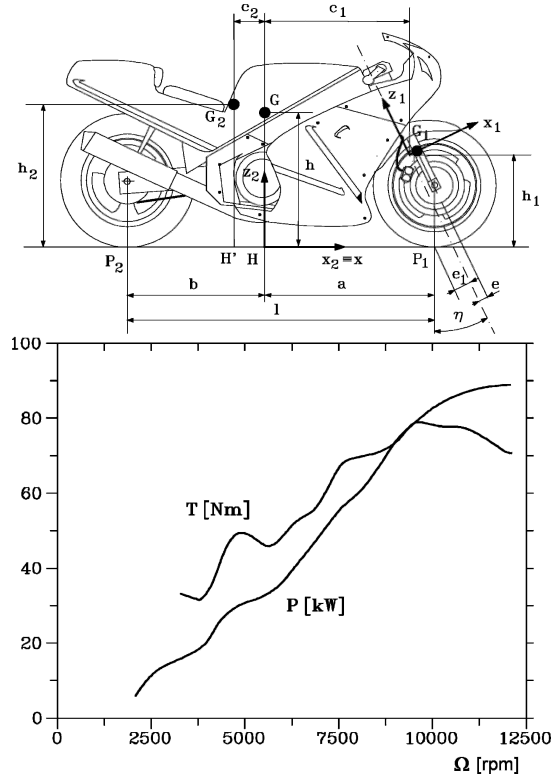 c2 c1
G2 G z1
G1 x1
h2 z2 h h1
P2 H' H x2≡x P1
b a e1 e
l η
100
80
60
40
20
0
T [Nm]
P [kW]
0 2500 5000 7500 10000 12500
Ω [rpm]